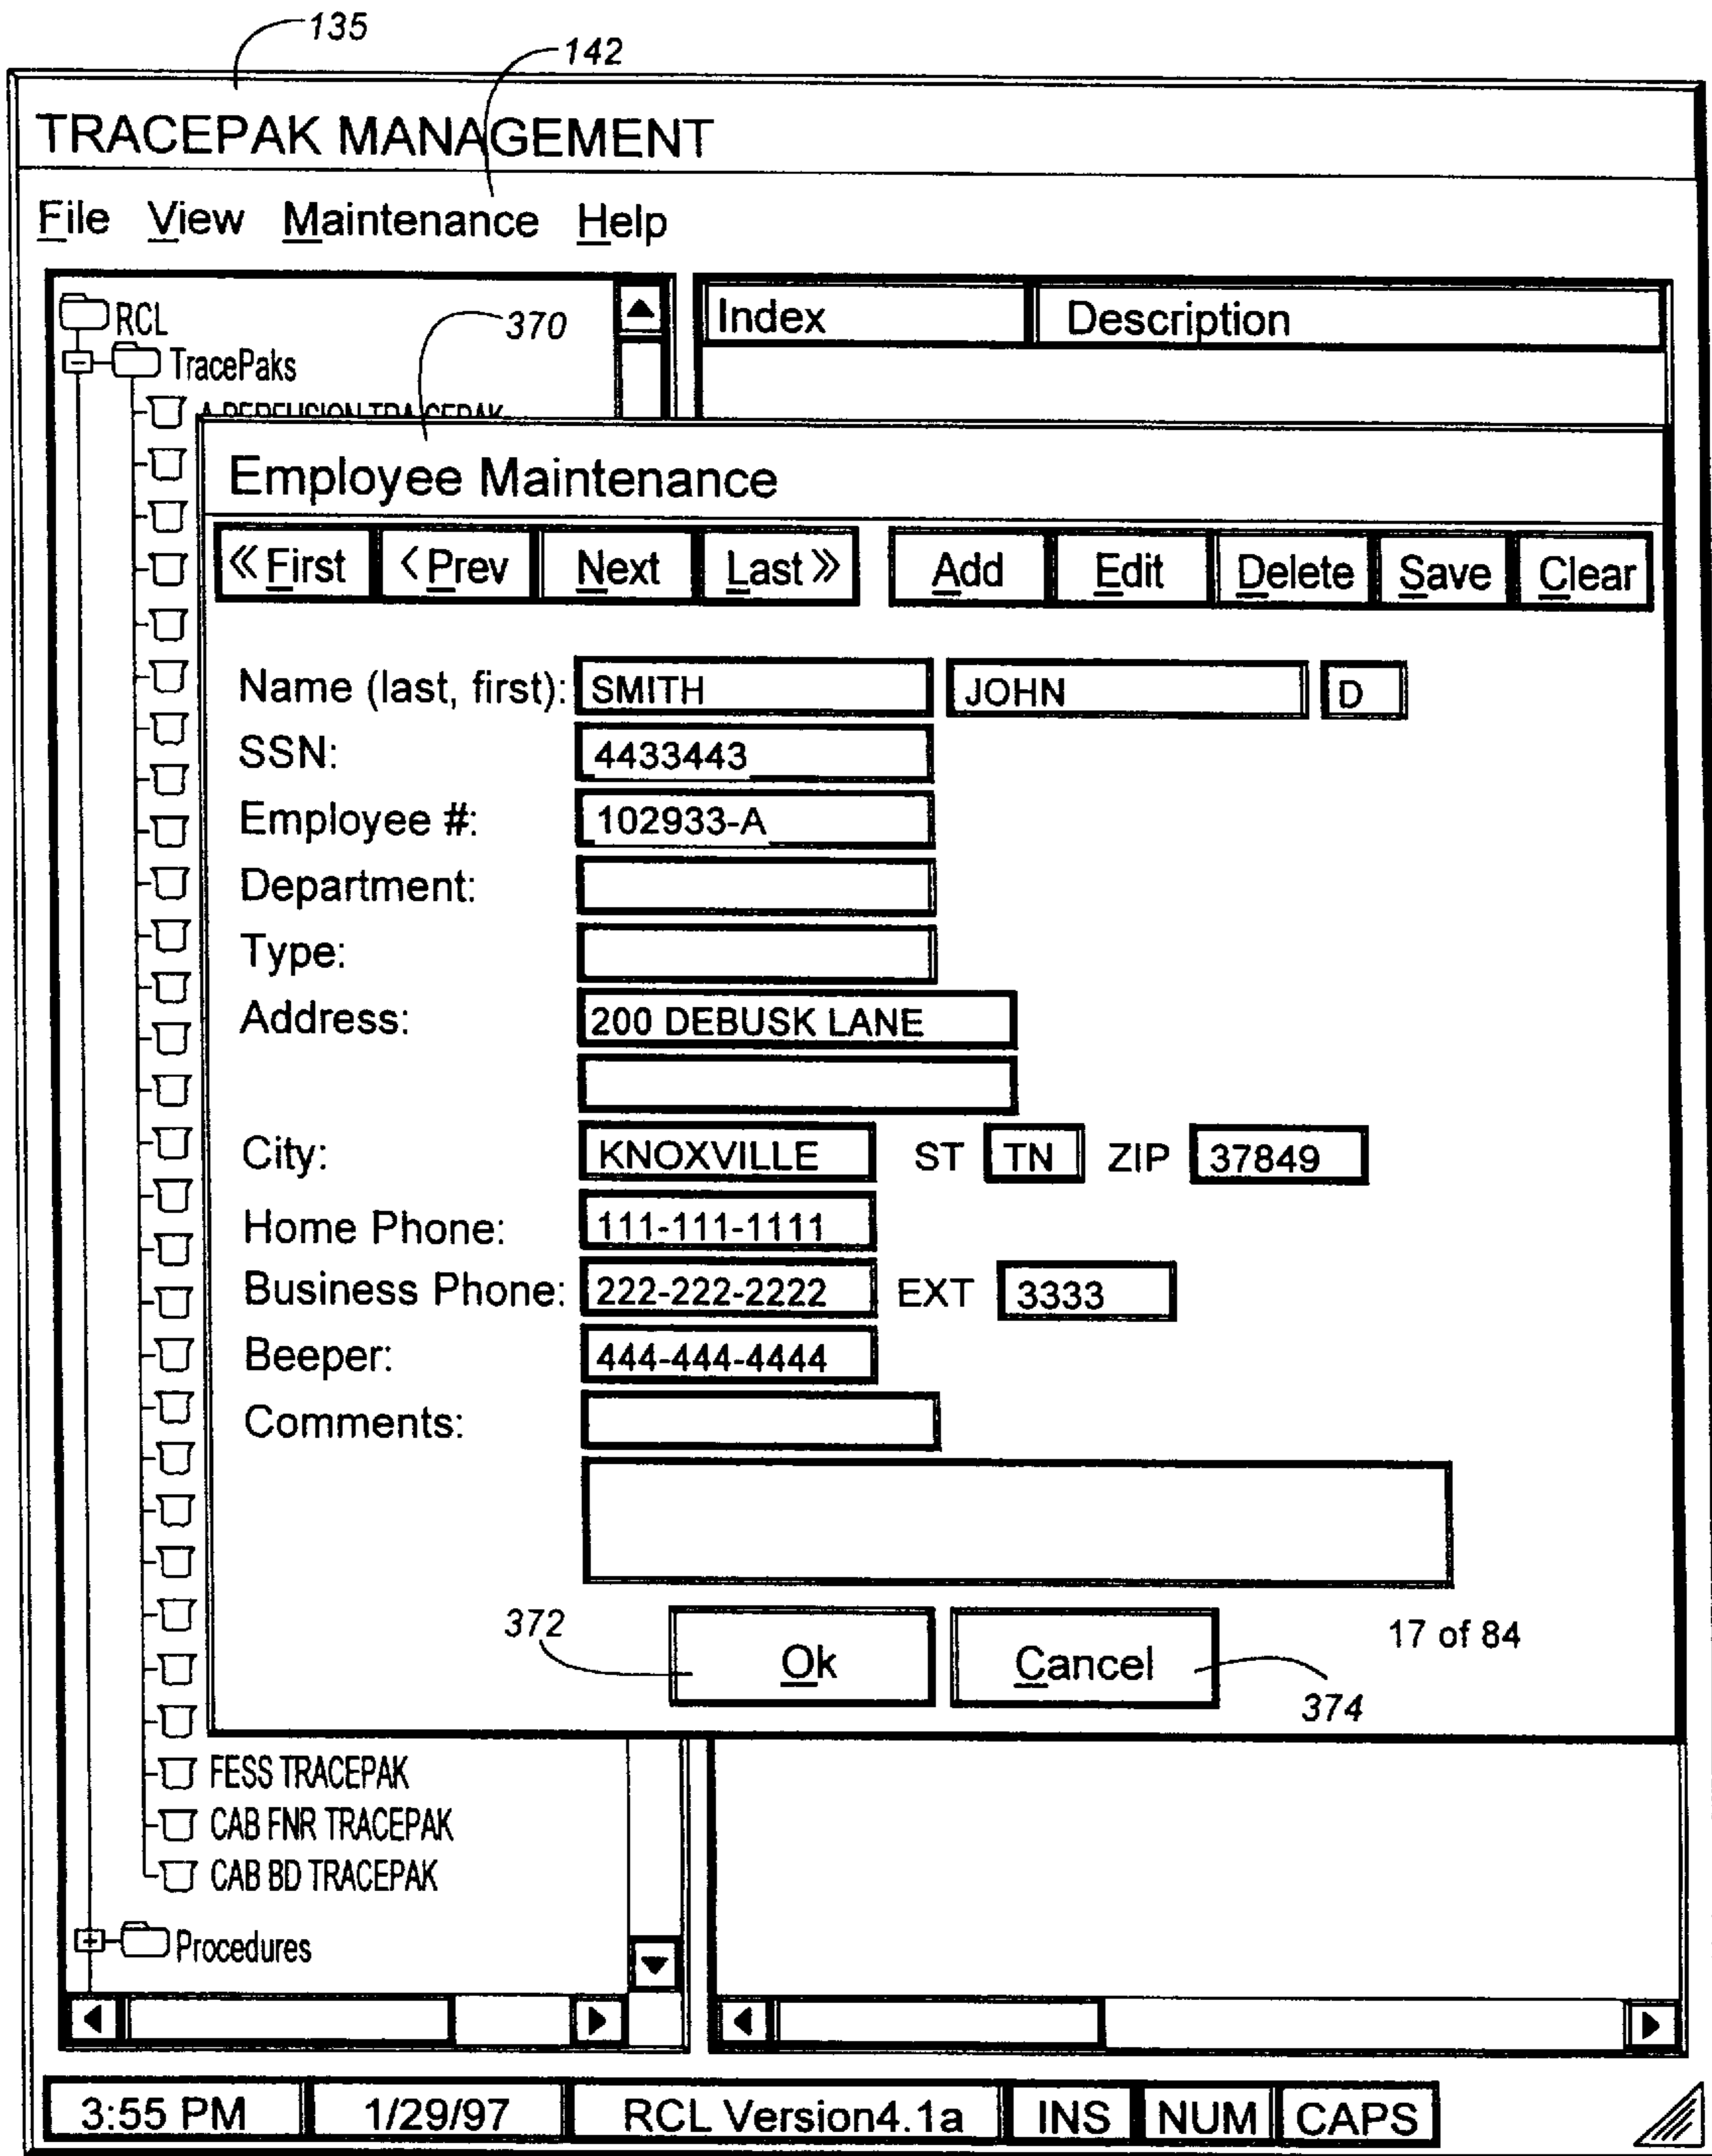 135
142
TRACEPAK MANAGEMENT
File View Maintenance Help
RCL
370
Index Description
TracePaks
A PERFUSION TRACEPAK
Employee Maintenance
« First < Prev Next Last » Add Edit Delete Save Clear
Name (last, first): SMITH JOHN D
SSN: 4433443
Employee #: 102933-A
Department:
Type:
Address: 200 DEBUSK LANE
City: KNOXVILLE ST TN ZIP 37849
Home Phone: 111-111-1111
Business Phone: 222-222-2222 EXT 3333
Beeper: 444-444-4444
Comments:
372 Ok Cancel 17 of 84
374
FESS TRACEPAK
CAB FNR TRACEPAK
CAB BD TRACEPAK
Procedures
3:55 PM 1/29/97 RCL Version4.1a INS NUM CAPS